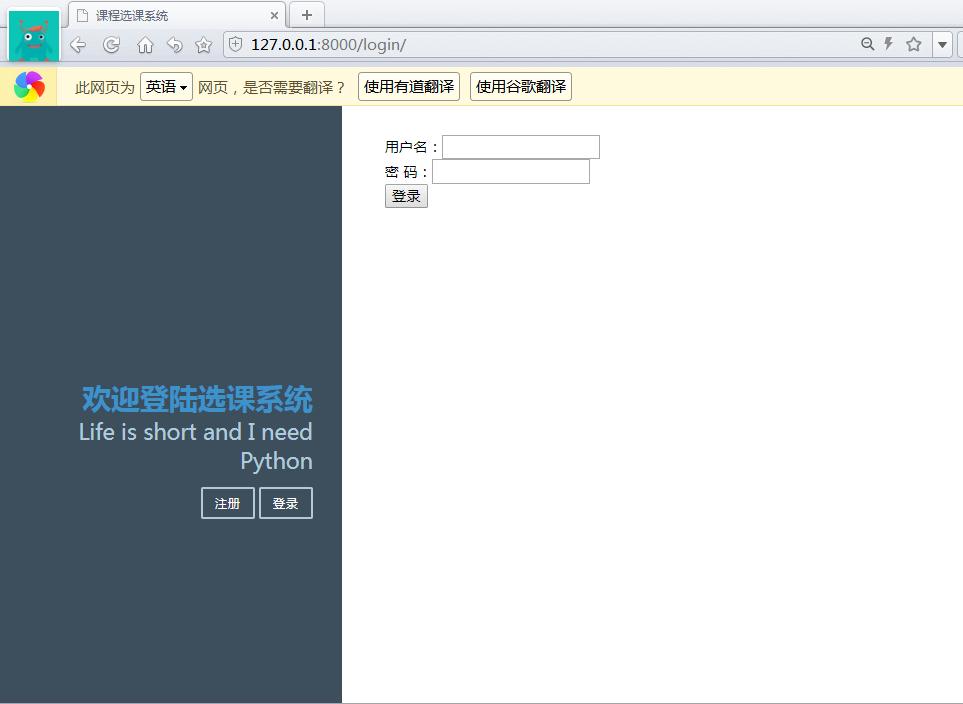 课程选课系统
127.0.0.1:8000/login/
此网页为 英语 网页，是否需要翻译？ 使用有道翻译 使用谷歌翻译
用户名：
密 码：
登录
欢迎登陆选课系统
Life is short and I need
Python
注册 登录